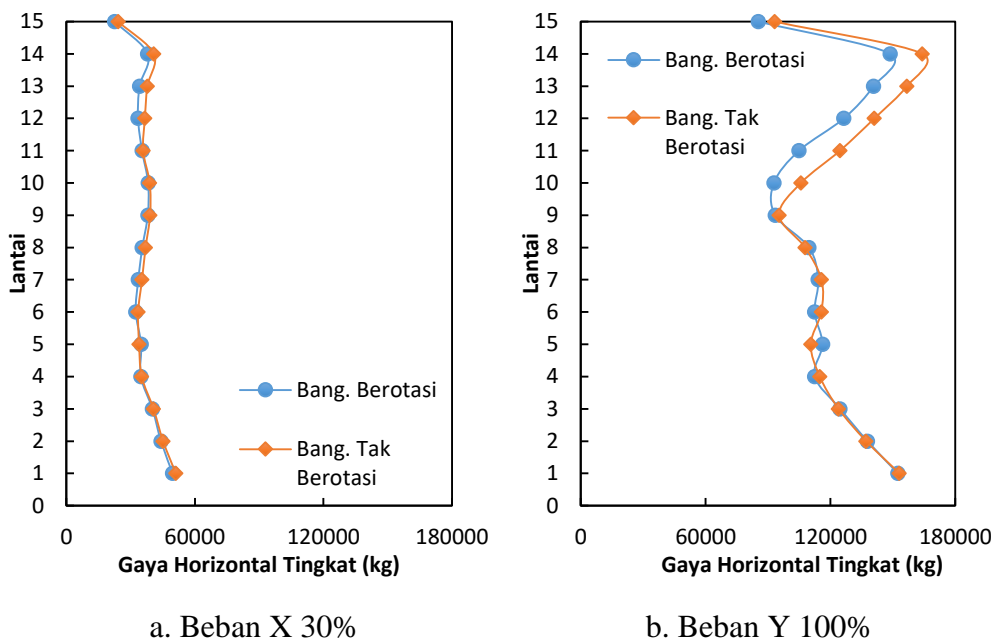 15
14
13
12
11
10
9
8
7
6
5
4
3
2
1
0
Lantai
Bang. Berotasi
Bang. Tak
Berotasi
0 60000 120000 180000
Gaya Horizontal Tingkat (kg)
a. Beban X 30%
15
14
13
12
11
10
9
8
7
6
5
4
3
2
1
0
Lantai
Bang. Berotasi
Bang. Tak
Berotasi
0 60000 120000 180000
Gaya Horizontal Tingkat (kg)
b. Beban Y 100%